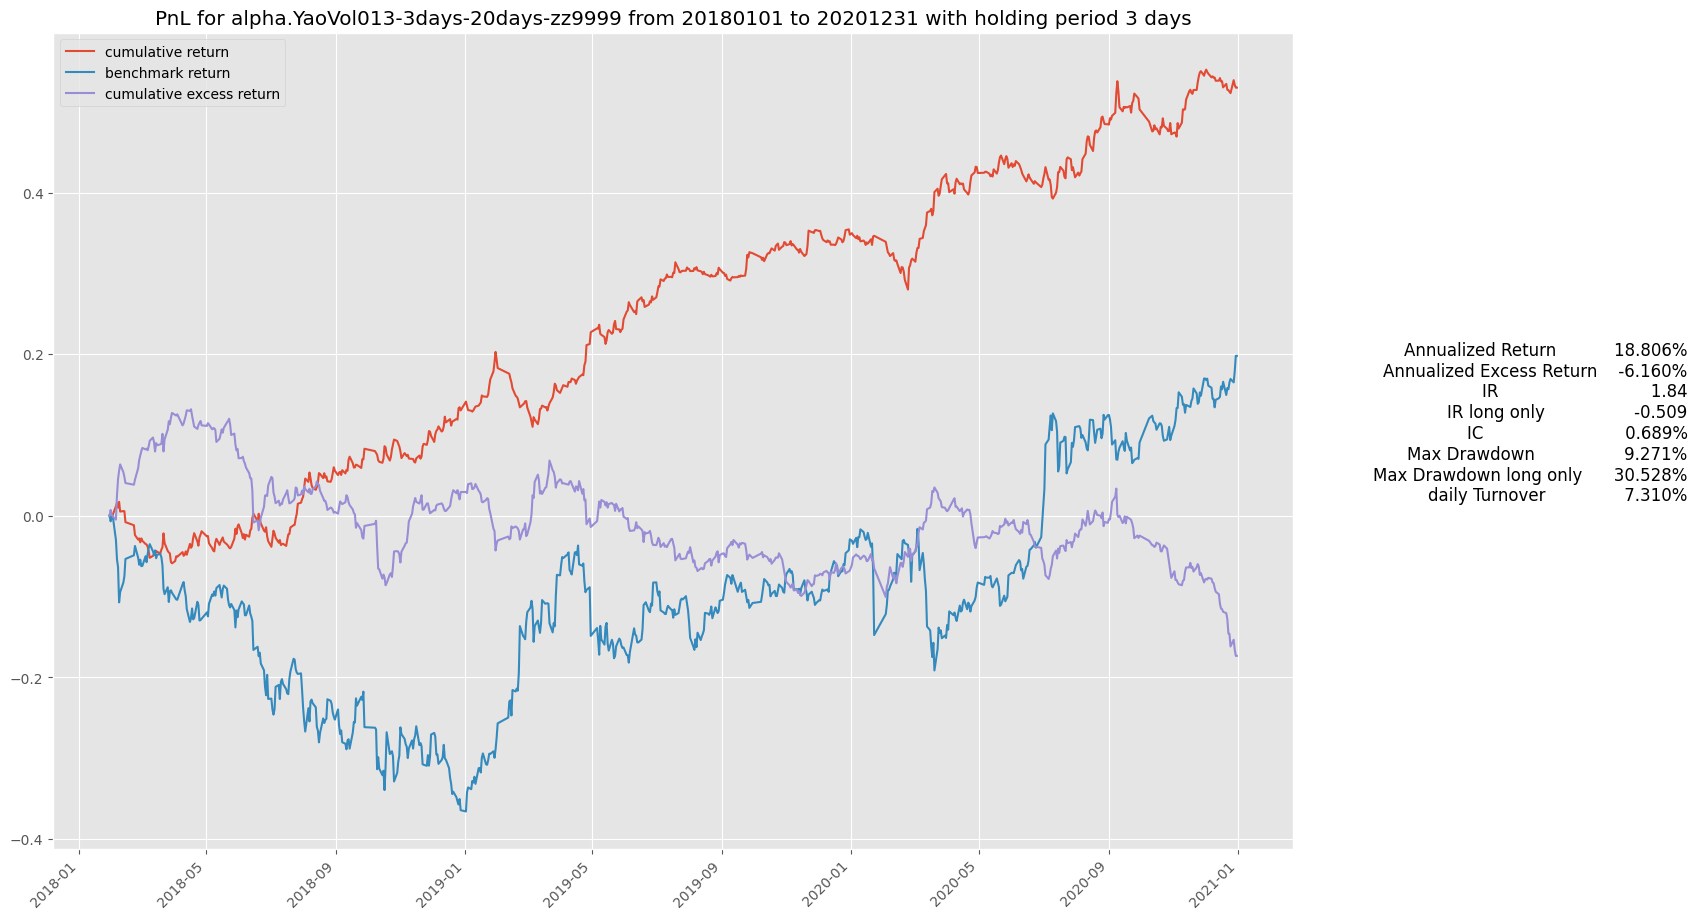 PnL for alpha.YaoVol013-3days-20days-zz9999 from 20180101 to 20201231 with holding period 3 days
cumulative return
benchmark return
cumulative excess return
0.4
0.2
0.0
−0.2
−0.4
2018-01
2018-05
2018-09
2019-01
2019-05
2019-09
2020-01
2020-05
2020-09
2021-01
Annualized Return 18.806%
Annualized Excess Return -6.160%
IR 1.84
IR long only -0.509
IC 0.689%
Max Drawdown 9.271%
Max Drawdown long only 30.528%
daily Turnover 7.310%